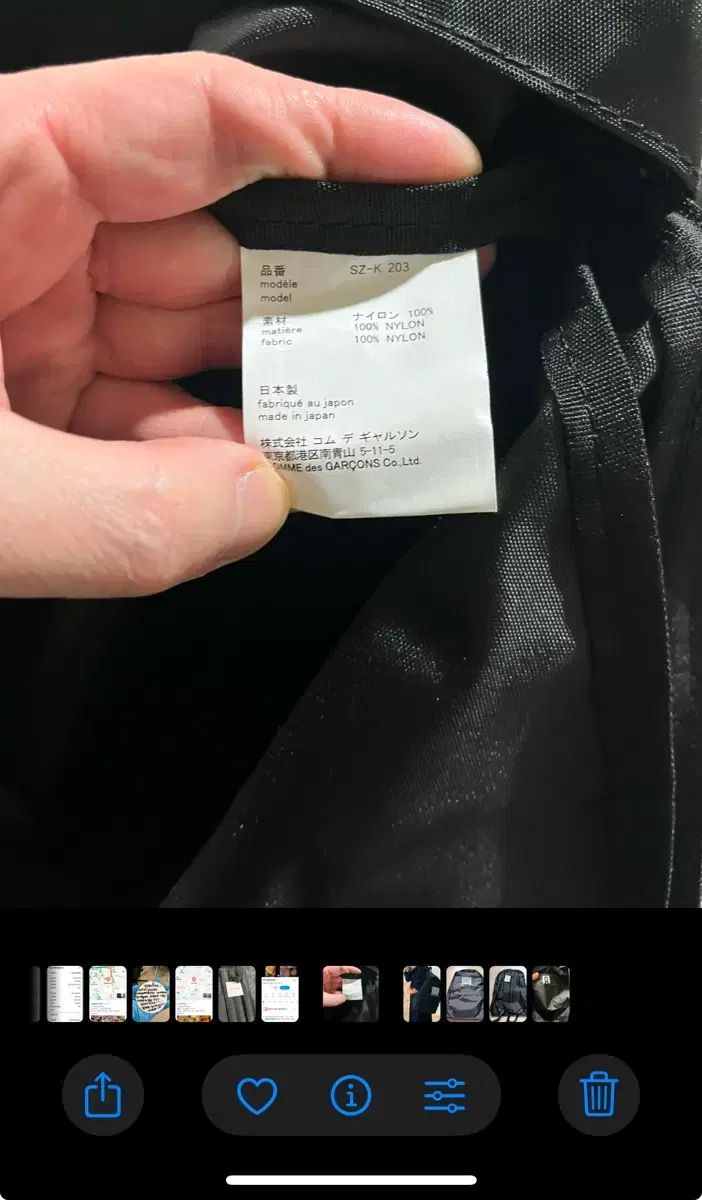 品番 SZ-K 203
modèle
model
素材 ナイロン 100%
matière 100% NYLON
fabric 100% NYLON
日本製
fabriqué au japon
made in japan
株式会社 コム デ ギャルソン
東京都港区南青山 5-11-5
des GARÇONS Co.,Ltd.